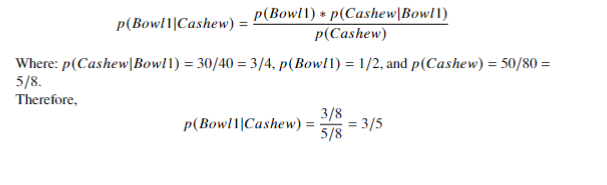 p(Bowl1|Cashew) = p(Bowl1) * p(Cashew|Bowl1) / p(Cashew)
Where: p(Cashew|Bowl1) = 30/40 = 3/4, p(Bowl1) = 1/2, and p(Cashew) = 50/80 =
5/8.
Therefore,
p(Bowl1|Cashew) = 3/8 / 5/8 = 3/5